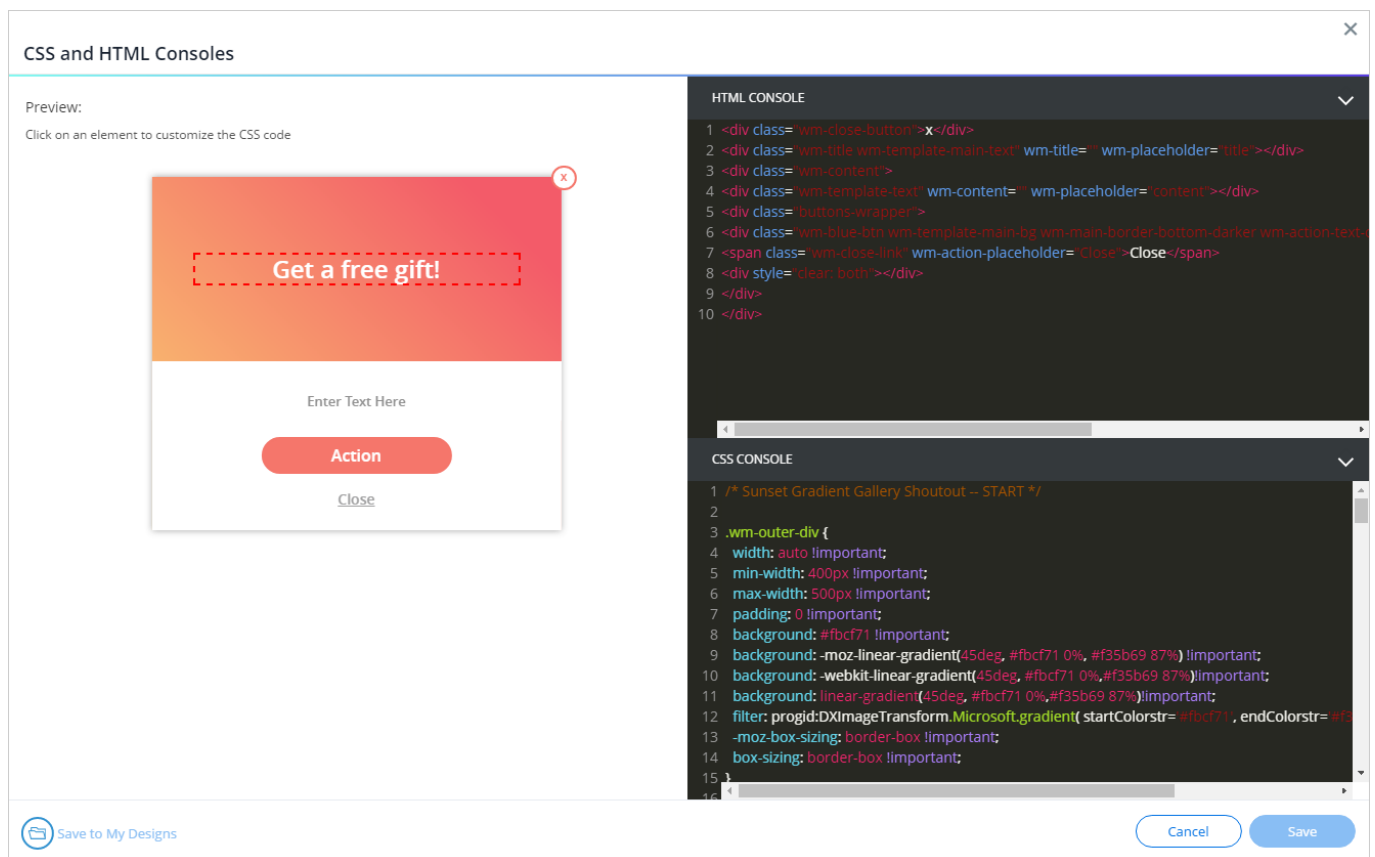 CSS and HTML Consoles
Preview:
Click on an element to customize the CSS code
x
Get a free gift!
Enter Text Here
Action
Close
HTML CONSOLE
1 <div class="wm-close-button">x</div>
2 <div class="wm-title wm-template-main-text" wm-title="" wm-placeholder="title"></div>
3 <div class="wm-content">
4 <div class="wm-template-text" wm-content="" wm-placeholder="content"></div>
5 <div class="buttons-wrapper">
6 <div class="wm-blue-btn wm-template-main-bg wm-main-border-bottom-darker wm-action-text-c
7 <span class="wm-close-link" wm-action-placeholder="Close">Close</span>
8 <div style="clear: both"></div>
9 </div>
10 </div>
CSS CONSOLE
1 /* Sunset Gradient Gallery Shoutout -- START */
2
3 .wm-outer-div {
4 width: auto !important;
5 min-width: 400px !important;
6 max-width: 500px !important;
7 padding: 0 !important;
8 background: #fbcf71 !important;
9 background: -moz-linear-gradient(45deg, #fbcf71 0%, #f35b69 87%) !important;
10 background: -webkit-linear-gradient(45deg, #fbcf71 0%,#f35b69 87%)!important;
11 background: linear-gradient(45deg, #fbcf71 0%,#f35b69 87%)!important;
12 filter: progid:DXImageTransform.Microsoft.gradient( startColorstr='#fbcf71', endColorstr='#f3
13 -moz-box-sizing: border-box !important;
14 box-sizing: border-box !important;
15 }
16
Save to My Designs
Cancel
Save